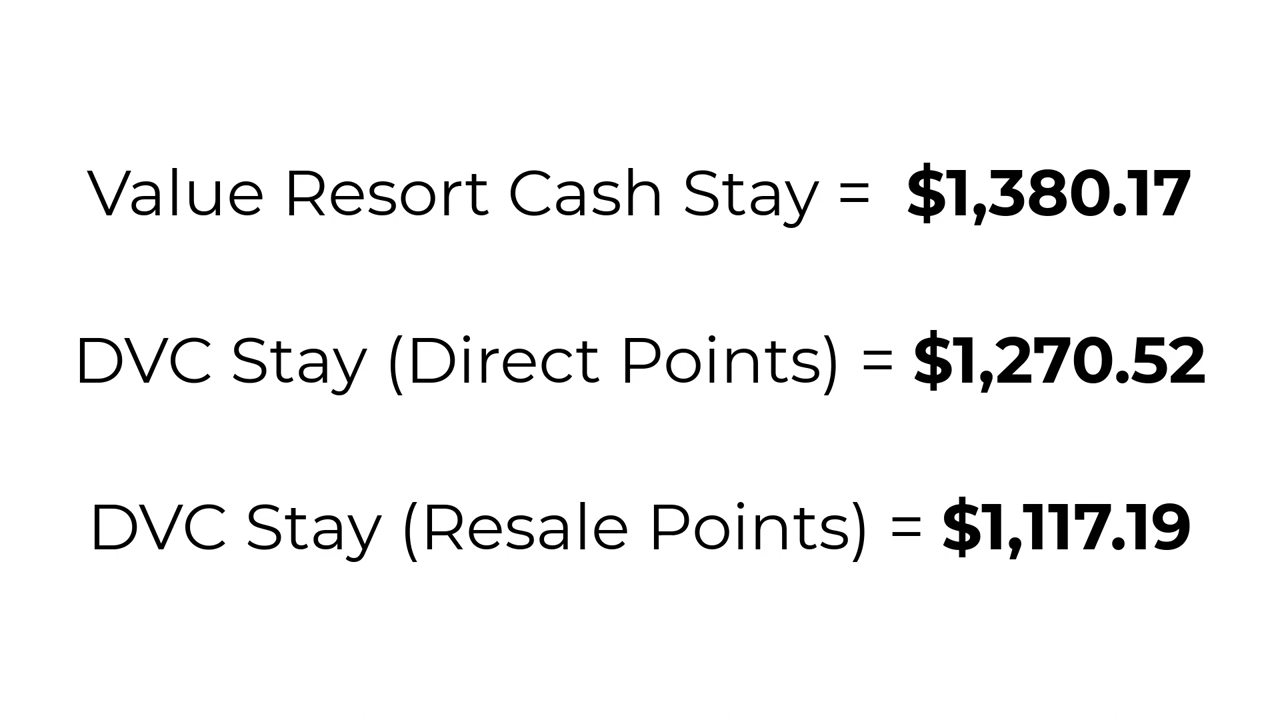 Value Resort Cash Stay = $1,380.17
DVC Stay (Direct Points) = $1,270.52
DVC Stay (Resale Points) = $1,117.19